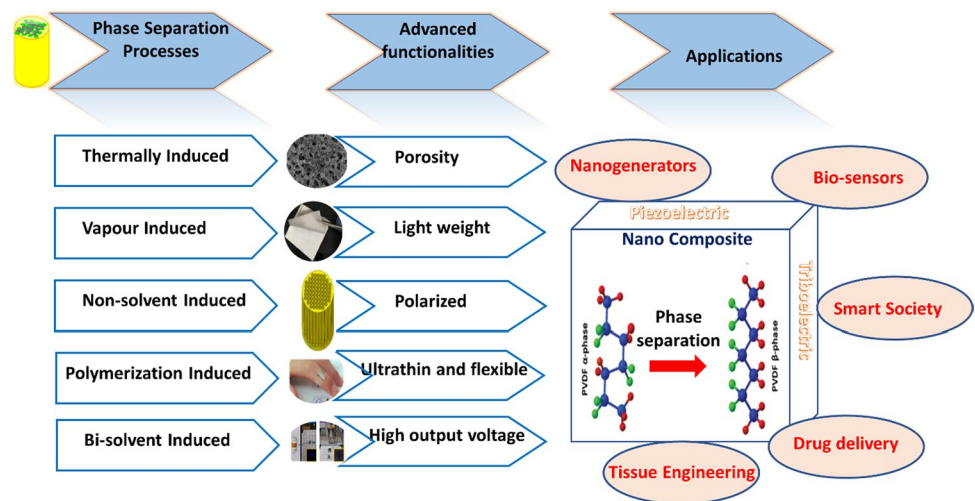 Phase Separation
Processes
Advanced
functionalities
Applications
Thermally Induced
Porosity
Nanogenerators
Bio-sensors
Vapour Induced
Light weight
Piezoelectric
Nano Composite
Triboelectric
Non-solvent Induced
Polarized
PVDF α-phase
Phase
separation
PVDF β-phase
Smart Society
Polymerization Induced
Ultrathin and flexible
Bi-solvent Induced
High output voltage
Tissue Engineering
Drug delivery